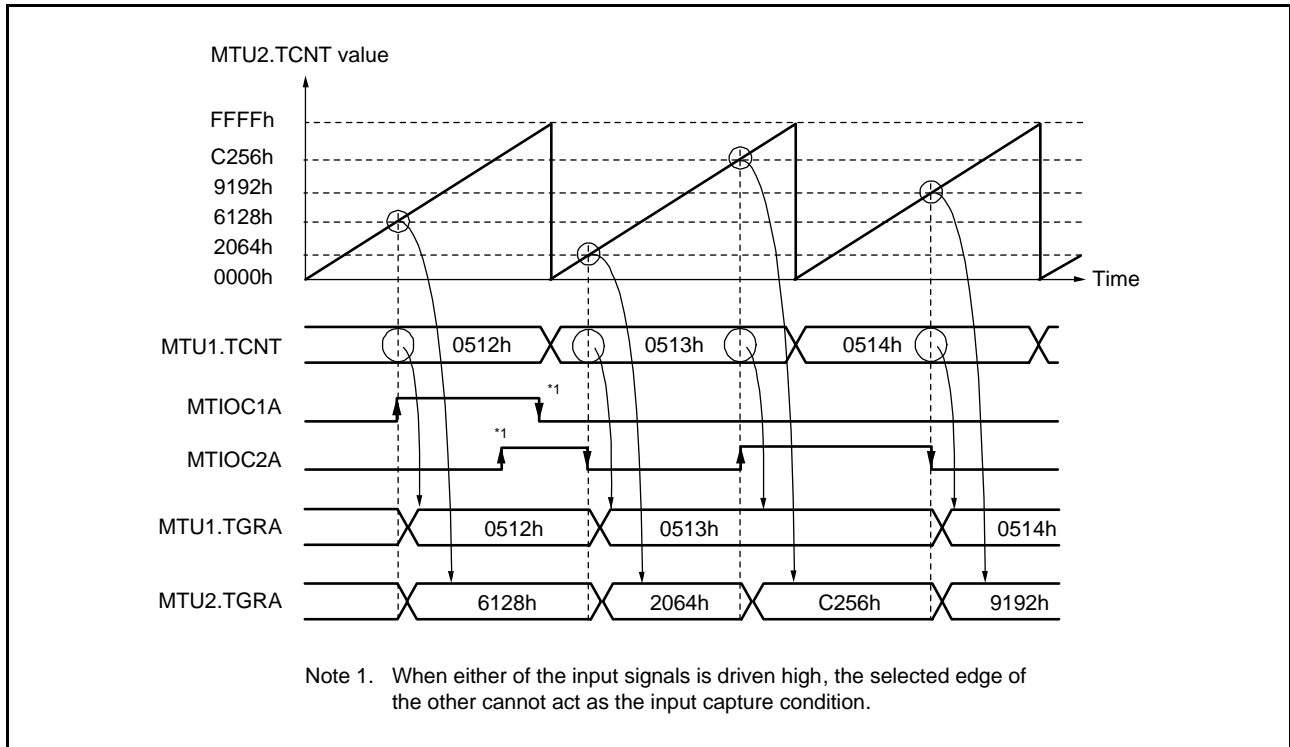 MTU2.TCNT value
FFFFh
C256h
9192h
6128h
2064h
0000h
Time
MTU1.TCNT 0512h 0513h 0514h
MTIOC1A *1
MTIOC2A *1
MTU1.TGRA 0512h 0513h 0514h
MTU2.TGRA 6128h 2064h C256h 9192h
Note 1. When either of the input signals is driven high, the selected edge of
the other cannot act as the input capture condition.